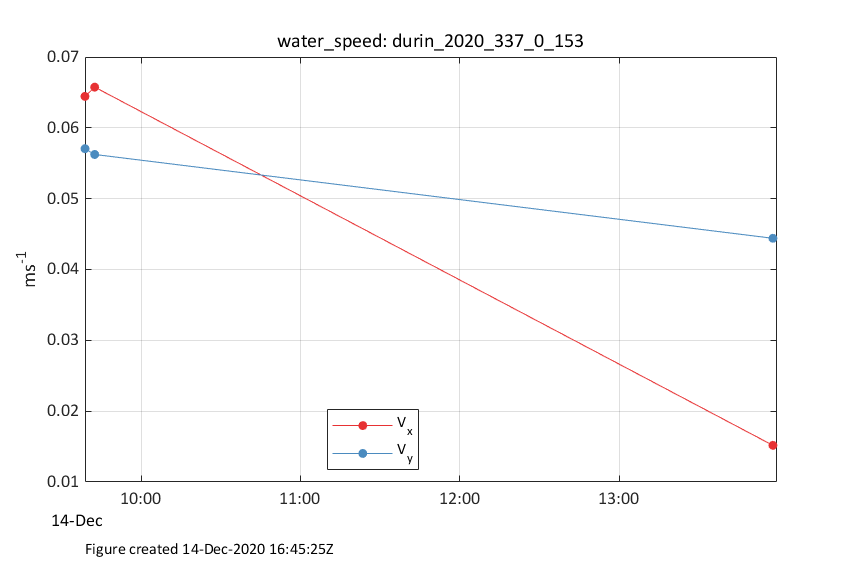 water_speed: durin_2020_337_0_153
0.07
0.06
0.05
0.04
0.03
0.02
0.01
ms-1
Vx
Vy
10:00 11:00 12:00 13:00
14-Dec
Figure created 14-Dec-2020 16:45:25Z